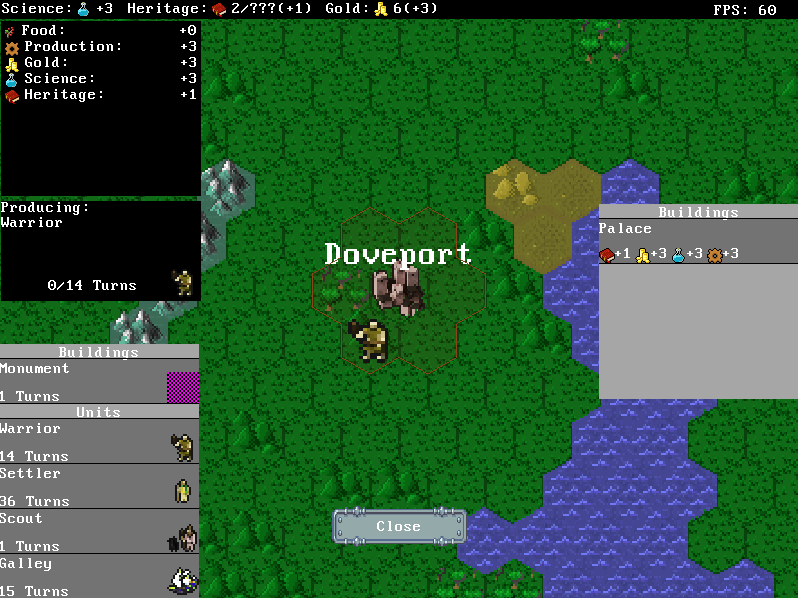 Science: +3 Heritage: 2/???(+1) Gold: 6(+3)
FPS: 60
Food: +0
Production: +3
Gold: +3
Science: +3
Heritage: +1
Producing:
Warrior
0/14 Turns
Doveport
Buildings
Palace
+1 +3 +3 +3
Buildings
Monument
1 Turns
Units
Warrior
14 Turns
Settler
36 Turns
Scout
1 Turns
Galley
15 Turns
Close